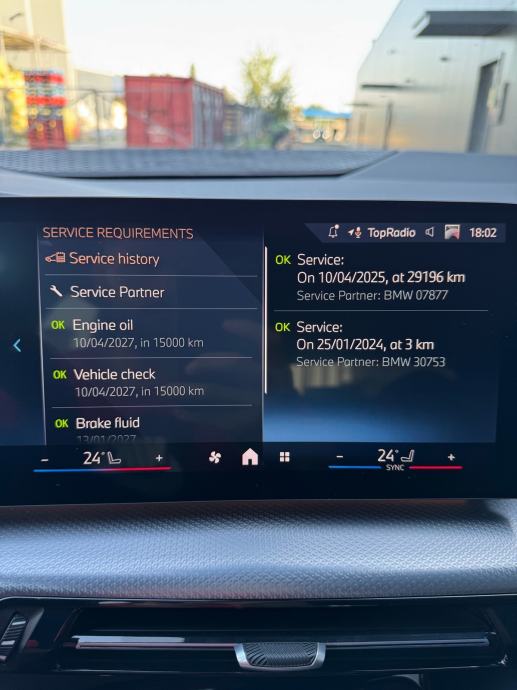 SERVICE REQUIREMENTS
TopRadio 18:02
Service history
Service Partner
OK Engine oil
10/04/2027, in 15000 km
OK Vehicle check
10/04/2027, in 15000 km
OK Brake fluid
13/01/2027
OK Service:
On 10/04/2025, at 29196 km
Service Partner: BMW 07877
OK Service:
On 25/01/2024, at 3 km
Service Partner: BMW 30753
- 24° +
- 24° +
SYNC